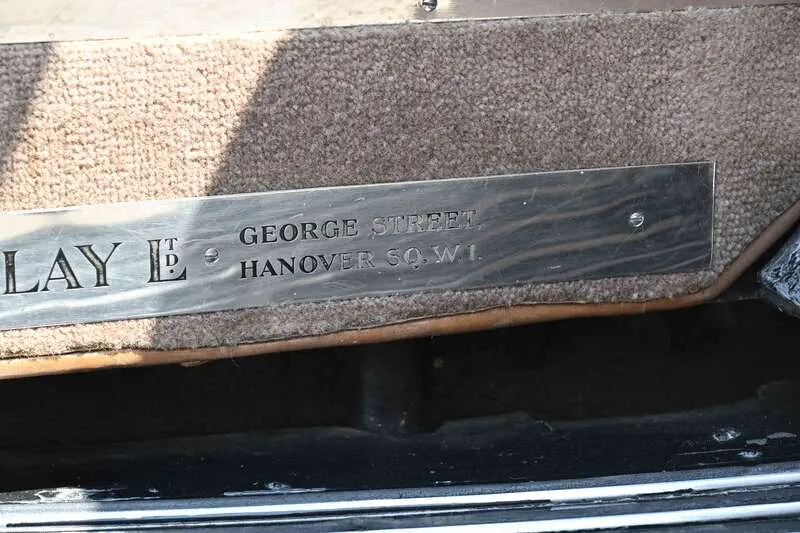 LAY LTD.
GEORGE STREET,
HANOVER SQ. W.1.